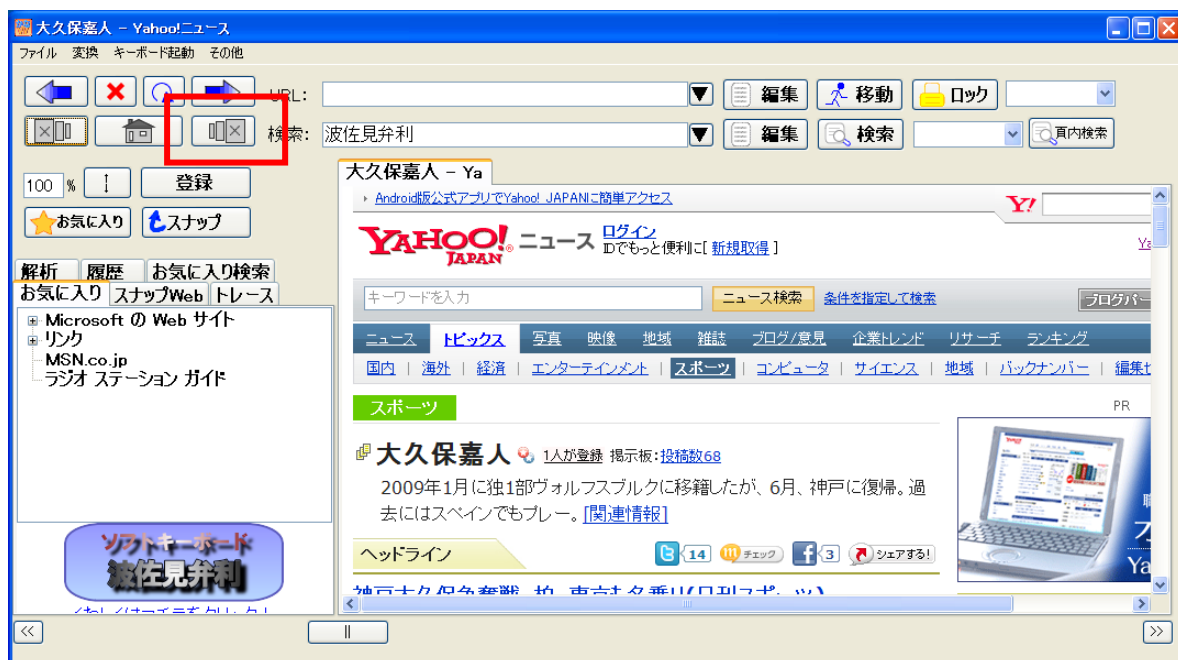 大久保嘉人 - Yahoo!ニュース
ファイル 変換 キーボード起動 その他
URL: 編集 移動 ロック
検索: 波佐見弁利 編集 検索 頁内検索
100 % 登録
お気に入り スナップ
解析 履歴 お気に入り検索
お気に入り スナップWeb トレース
Microsoft の Web サイト
リンク
MSN.co.jp
ラジオ ステーション ガイド
ソフトキーボード
波佐見弁利
大久保嘉人 - Ya
Android版公式アプリでYahoo! JAPANに簡単アクセス
Y!
YAHOO! JAPAN ニュース ログイン
IDでもっと便利に[ 新規取得 ]
Ya
キーワードを入力 ニュース検索 条件を指定して検索 ブログパー
ニュース トピックス 写真 映像 地域 雑誌 ブログ/意見 企業トレンド リサーチ ランキング
国内 | 海外 | 経済 | エンターテインメント | スポーツ | コンピュータ | サイエンス | 地域 | バックナンバー | 編集
スポーツ
PR
大久保嘉人 1人が登録 掲示板:投稿数68
2009年1月に独1部ヴォルフスブルクに移籍したが、6月、神戸に復帰。過
去にはスペインでもプレー。[関連情報]
ヘッドライン 14 チェック 3 シェアする!
Ya